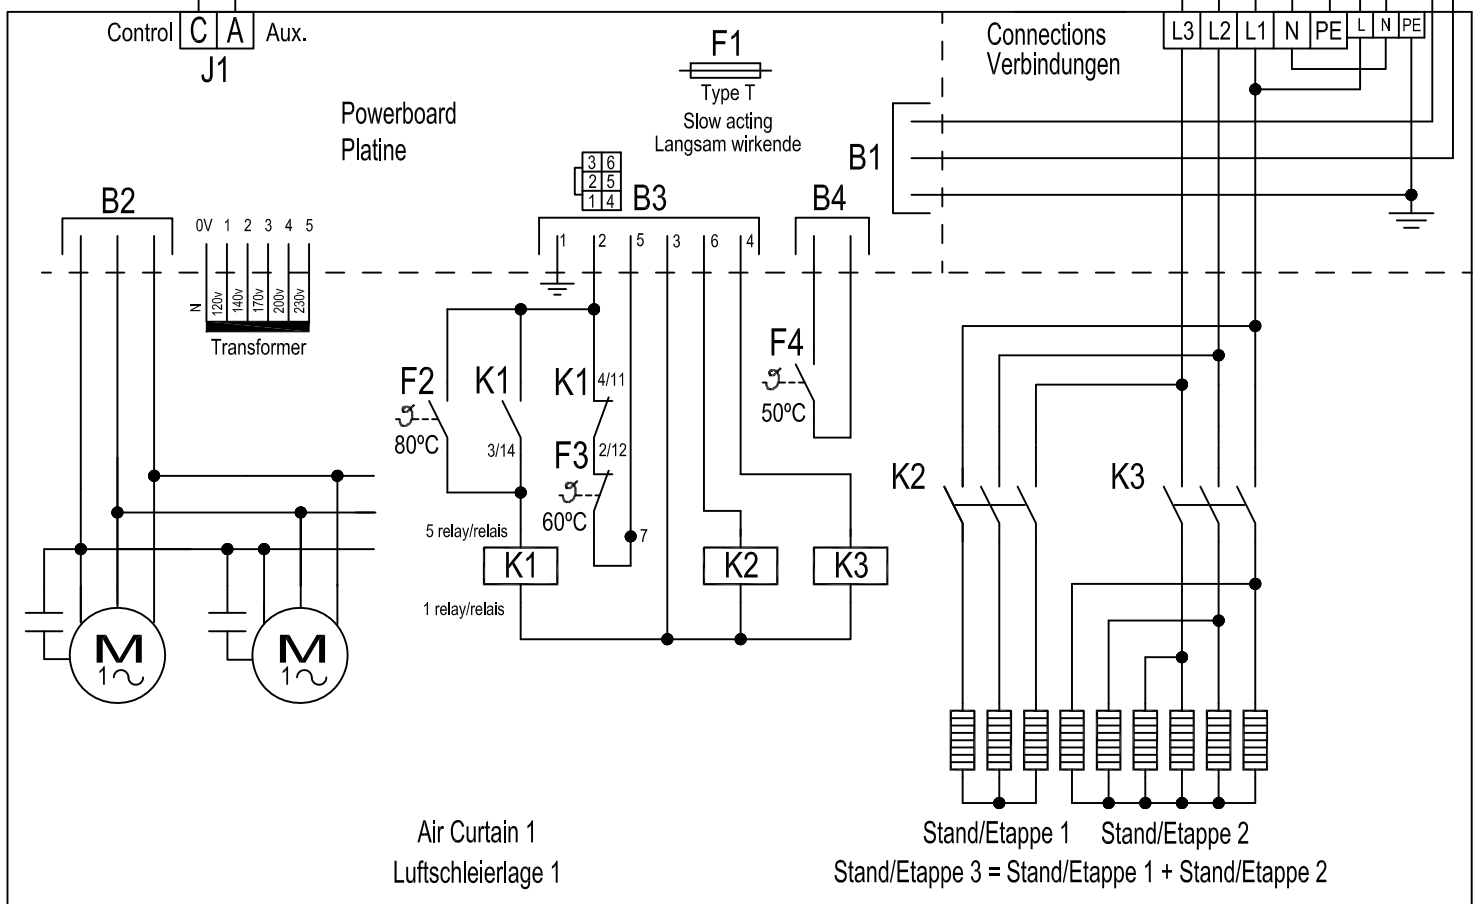 Control C A Aux.
J1
F1
Type T
Slow acting
Langsam wirkende
Connections
Verbindungen
L3 L2 L1 N PE L N PE
Powerboard
Platine
B1
3 6
2 5
1 4
B2
B3
B4
0V 1 2 3 4 5
1 2 5 3 6 4
N 120v 140v 170v 200v 230v
Transformer
F2
80ºC
K1
3/14
K1
4/11
F3
2/12
60ºC
7
F4
50ºC
K2
K3
5 relay/relais
K1
K2
K3
1 relay/relais
M
1~
M
1~
Air Curtain 1
Luftschleierlage 1
Stand/Etappe 1 Stand/Etappe 2
Stand/Etappe 3 = Stand/Etappe 1 + Stand/Etappe 2